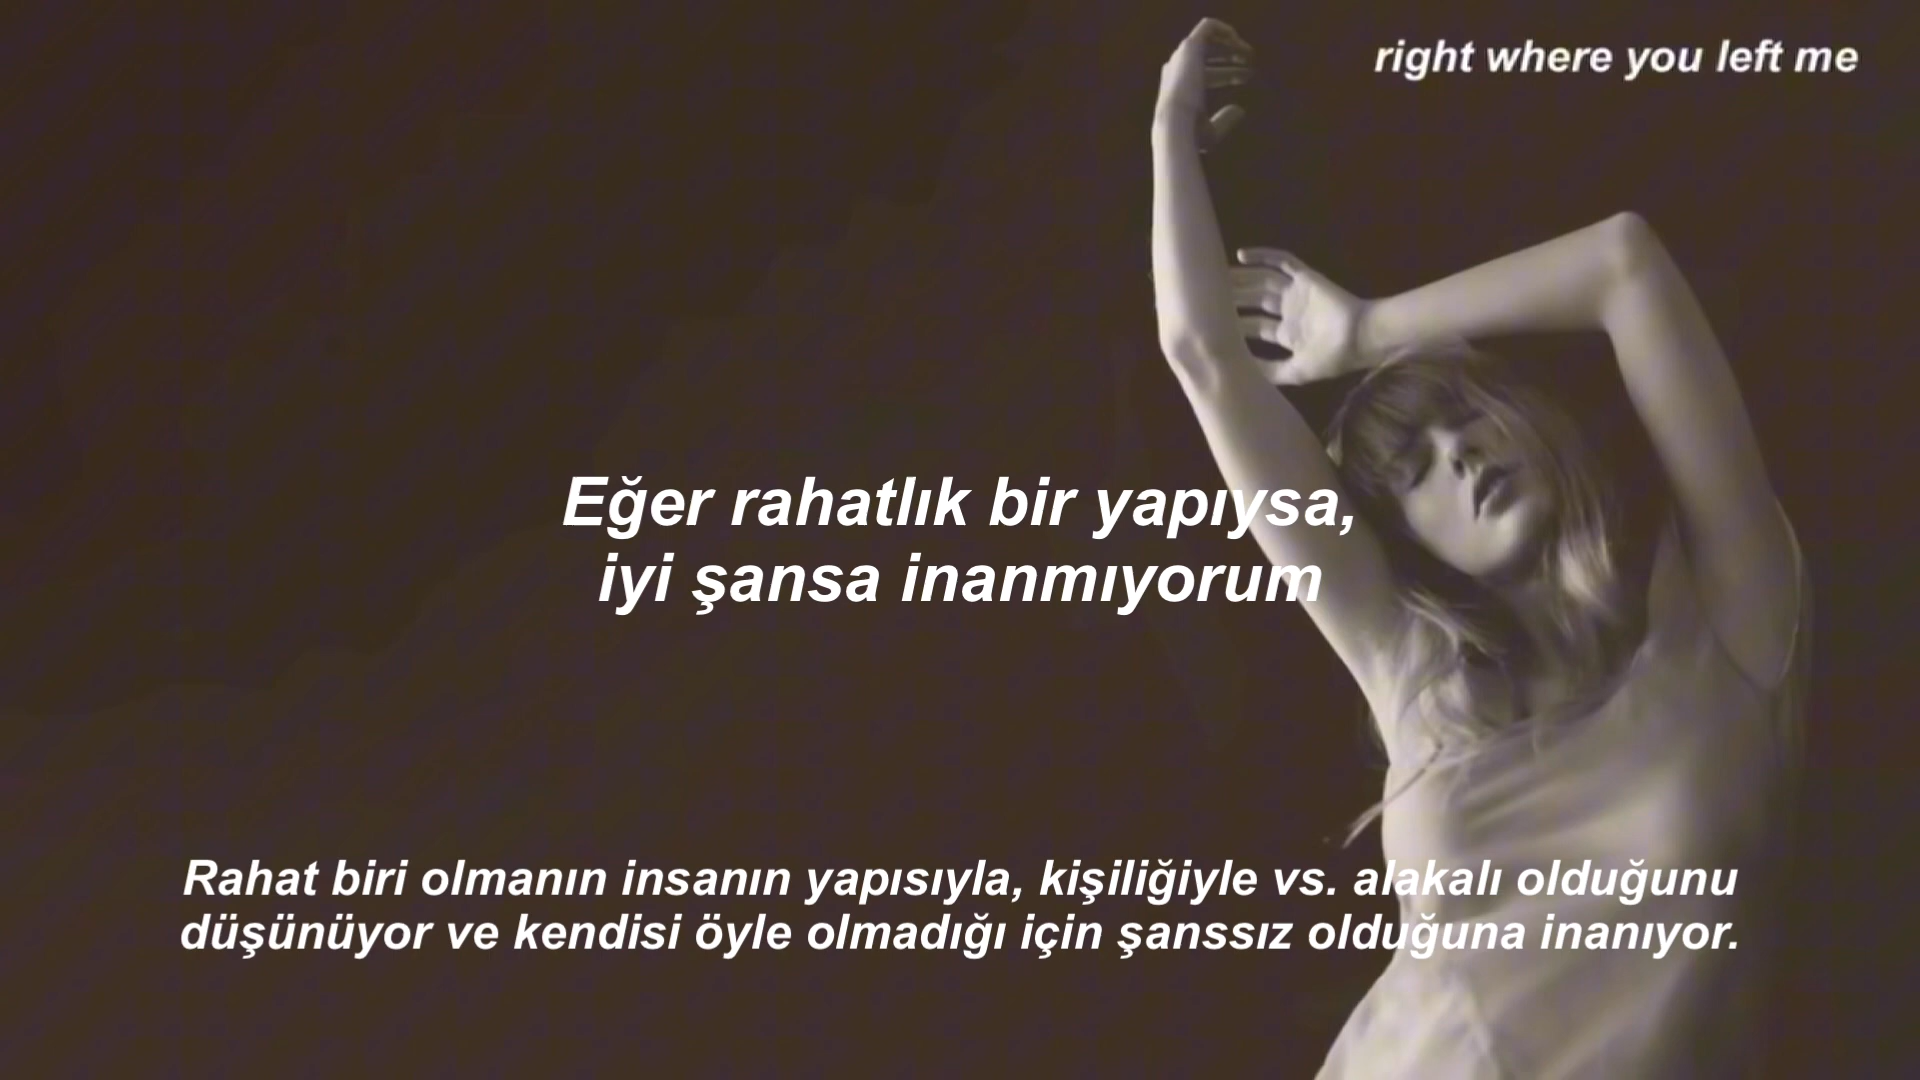 right where you left me
Eğer rahatlık bir yapıysa,
iyi şansa inanmıyorum
Rahat biri olmanın insanın yapısıyla, kişiliğiyle vs. alakalı olduğunu
düşünüyor ve kendisi öyle olmadığı için şanssız olduğuna inanıyor.